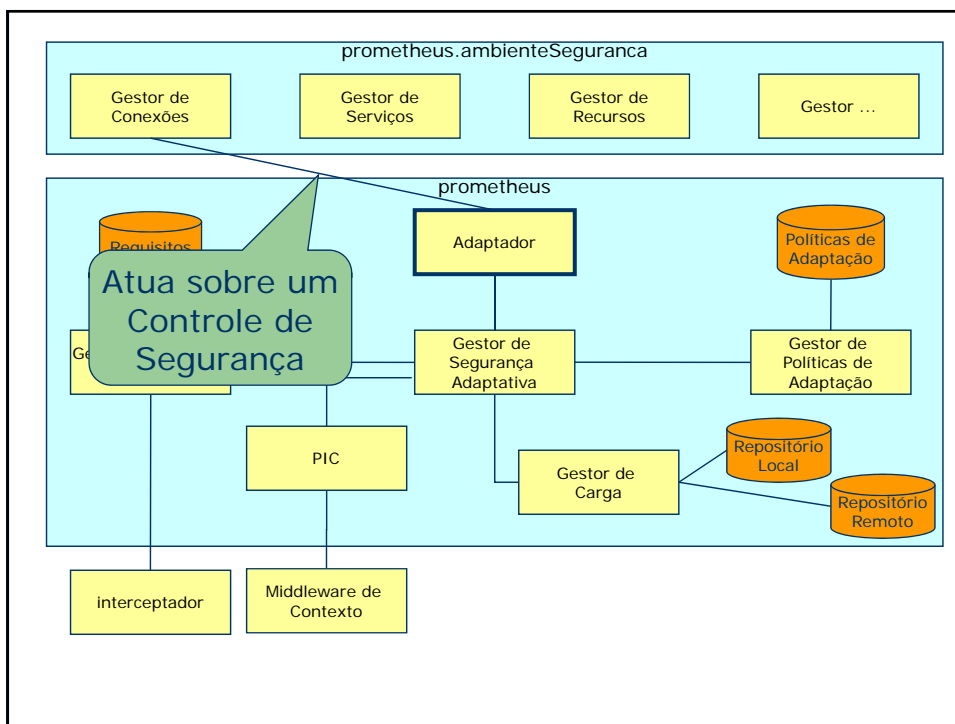 prometheus.ambienteSeguranca
Gestor de
Conexões
Gestor de
Serviços
Gestor de
Recursos
Gestor ...
prometheus
Requisitos
Adaptador
Políticas de
Adaptação
Atua sobre um
Controle de
Segurança
Gestor de
Segurança
Adaptativa
Gestor de
Políticas de
Adaptação
PIC
Gestor de
Carga
Repositório
Local
Repositório
Remoto
interceptador
Middleware de
Contexto